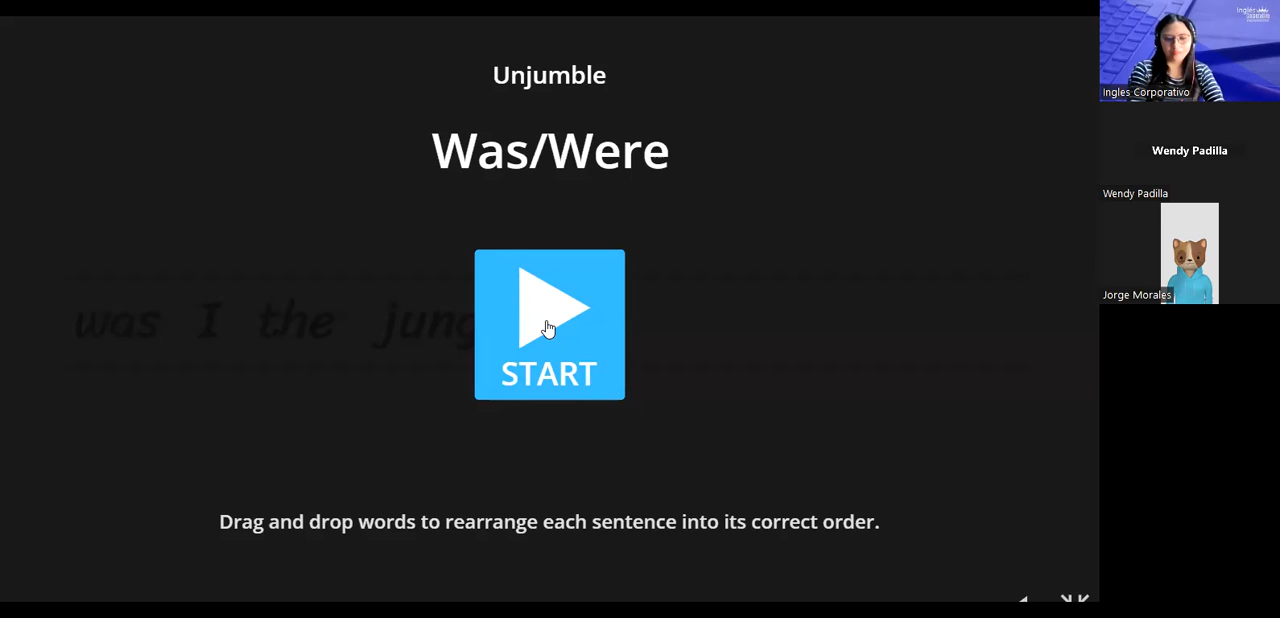 Unjumble
Was/Were
was I the
START
Drag and drop words to rearrange each sentence into its correct order.
Ingles Corporativo
Wendy Padilla
Wendy Padilla
Jorge Morales